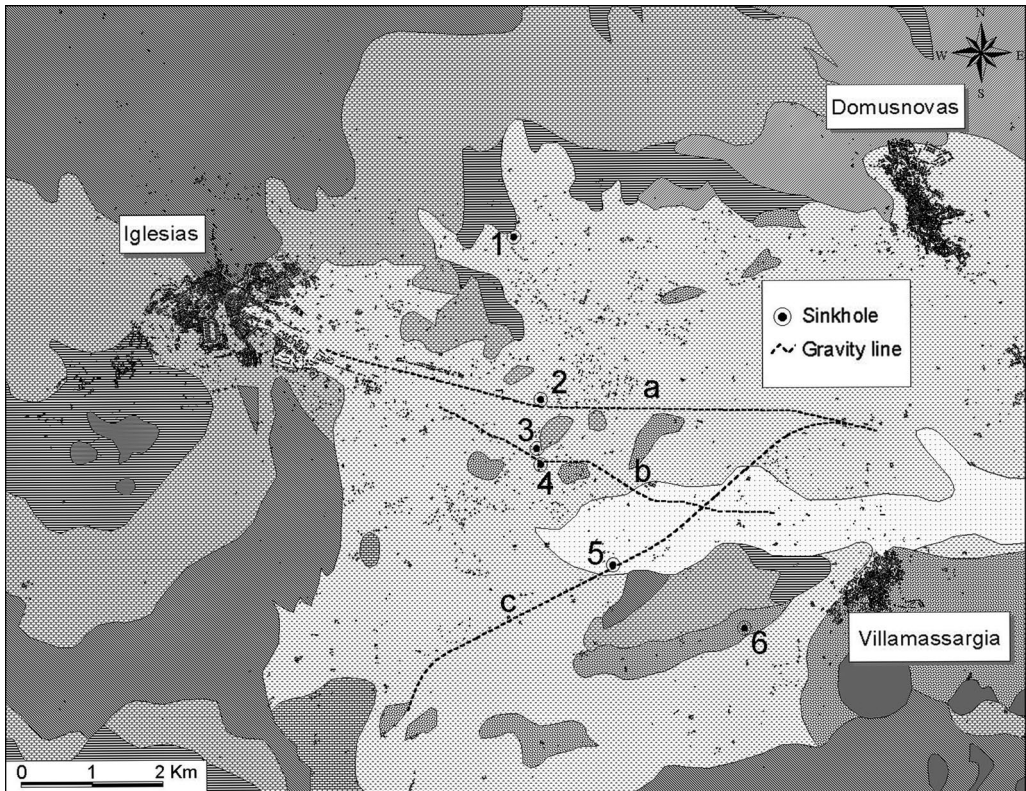 N
W E
S
Domusnovas
Iglesias
1
Sinkhole
Gravity line
2
a
3
4
b
5
c
6
Villamassargia
0 1 2 Km